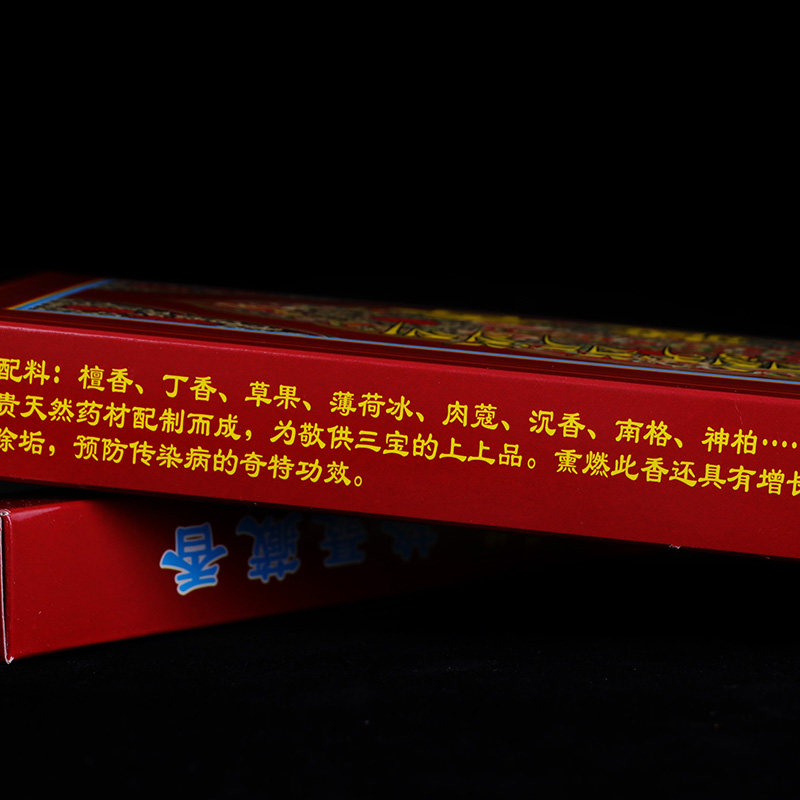 配料：檀香、丁香、草果、薄荷冰、肉蔻、沉香、南格、神柏……
贵天然药材配制而成，为敬供三宝的上上品。熏燃此香还具有增长
除垢，预防传染病的奇特功效。
藏香